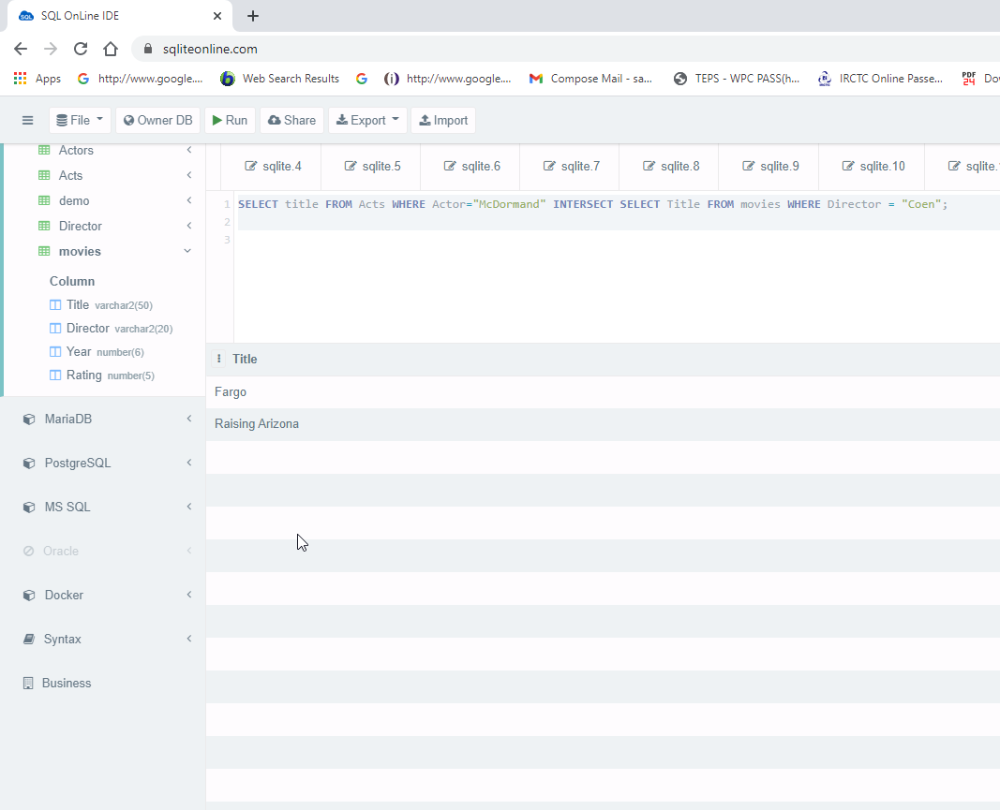 SQL OnLine IDE
sqliteonline.com
Apps
http://www.google....
Web Search Results
http://www.google....
Compose Mail - sa...
TEPS - WPC PASS(h...
IRCTC Online Passe...
PDF 24
File
Owner DB
Run
Share
Export
Import
Actors
Acts
demo
Director
movies
Column
Title varchar2(50)
Director varchar2(20)
Year number(6)
Rating number(5)
MariaDB
PostgreSQL
MS SQL
Oracle
Docker
Syntax
Business
sqlite.4
sqlite.5
sqlite.6
sqlite.7
sqlite.8
sqlite.9
sqlite.10
1 SELECT title FROM Acts WHERE Actor="McDormand" INTERSECT SELECT Title FROM movies WHERE Director = "Coen";
2
3
Title
Fargo
Raising Arizona